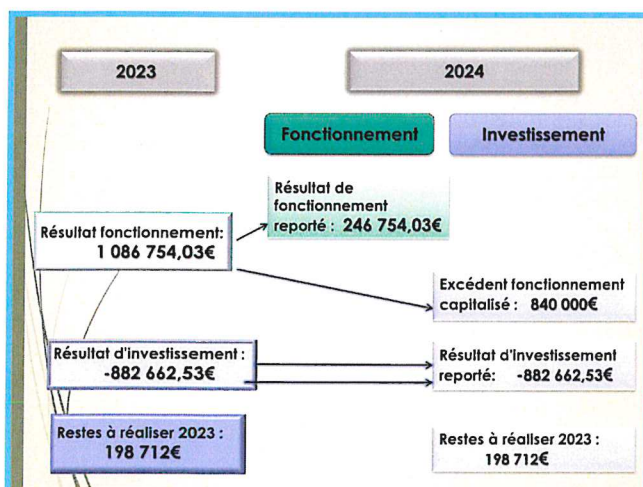 2023
2024
Fonctionnement
Investissement
Résultat de
fonctionnement
reporté : 246 754,03€
Résultat fonctionnement:
1 086 754,03€
Excédent fonctionnement
capitalisé : 840 000€
Résultat d'investissement :
-882 662,53€
Résultat d'investissement
reporté: -882 662,53€
Restes à réaliser 2023 :
198 712€
Restes à réaliser 2023 :
198 712€